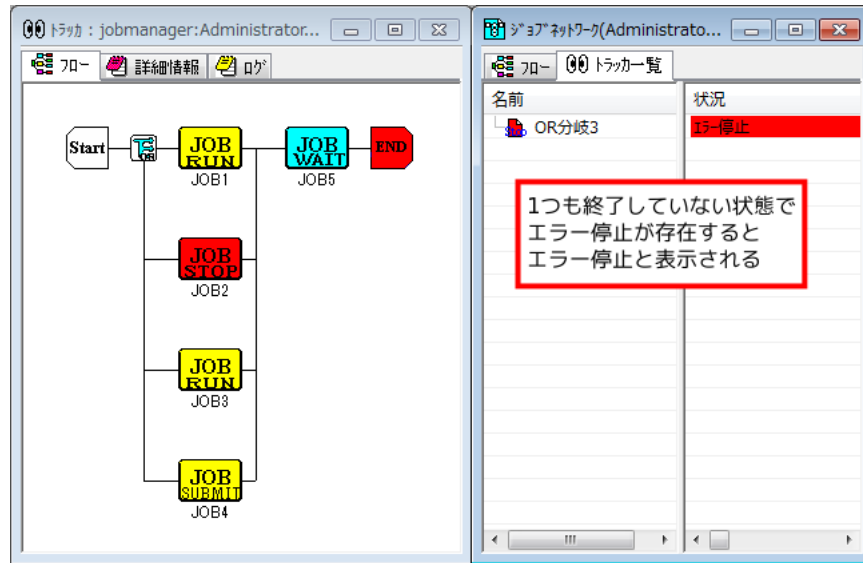 ﾄﾗｯｶ : jobmanager:Administrator...
ﾌﾛｰ 詳細情報 ﾛｸﾞ
Start
OR
JOB
RUN
JOB1
JOB
WAIT
JOB5
END
JOB
STOP
JOB2
JOB
RUN
JOB3
JOB
SUBMIT
JOB4
ｼﾞｮﾌﾞﾈｯﾄﾜｰｸ(Administrato...
ﾌﾛｰ ﾄﾗｯｶ一覧
名前 状況
Stop OR分岐3 ｴﾗｰ停止
1つも終了していない状態で
エラー停止が存在すると
エラー停止と表示される